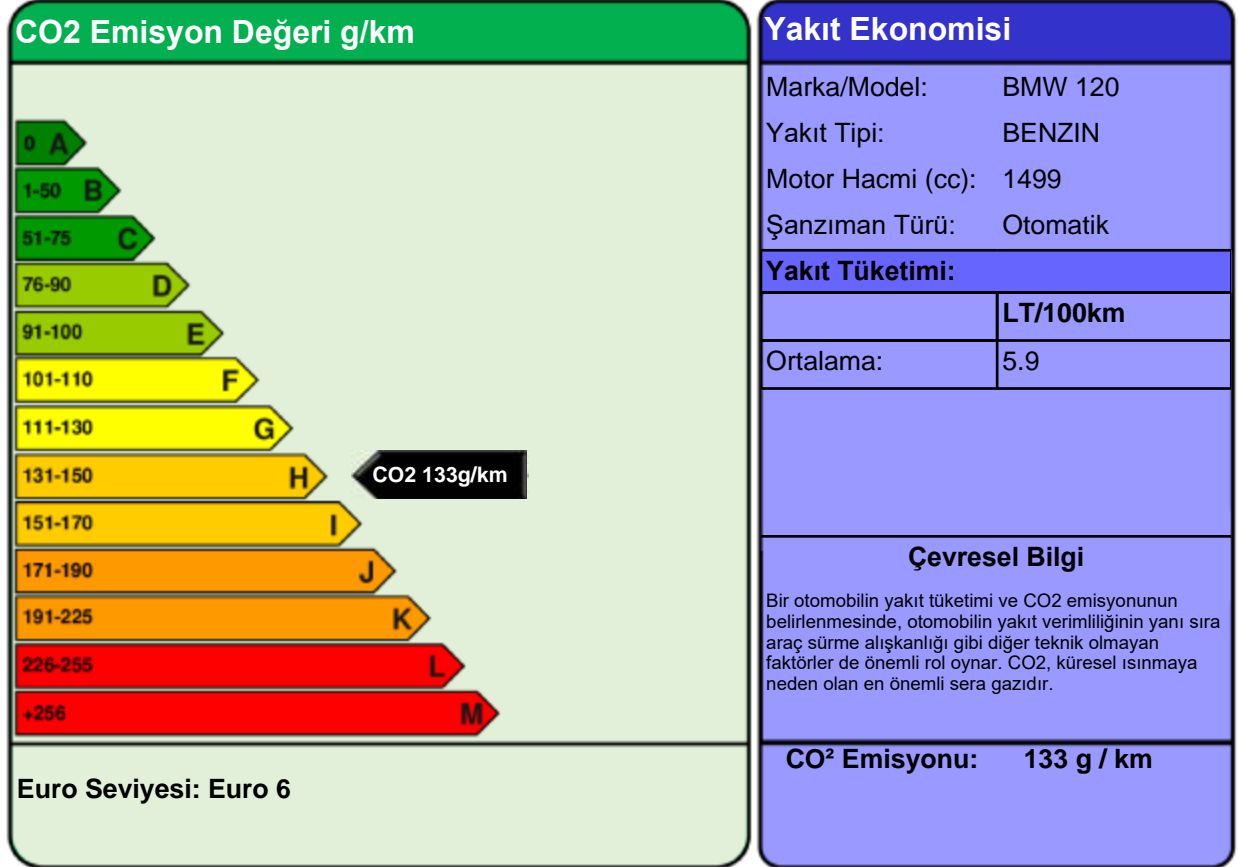 CO2 Emisyon Değeri g/km
0 A
1-50 B
51-75 C
76-90 D
91-100 E
101-110 F
111-130 G
131-150 H
CO2 133g/km
151-170 I
171-190 J
191-225 K
226-255 L
+256 M
Euro Seviyesi: Euro 6
Yakıt Ekonomisi
Marka/Model: BMW 120
Yakıt Tipi: BENZIN
Motor Hacmi (cc): 1499
Şanzıman Türü: Otomatik
Yakıt Tüketimi:
LT/100km
Ortalama: 5.9
Çevresel Bilgi
Bir otomobilin yakıt tüketimi ve CO2 emisyonunun
belirlenmesinde, otomobilin yakıt verimliliğinin yanı sıra
araç sürme alışkanlığı gibi diğer teknik olmayan
faktörler de önemli rol oynar. CO2, küresel ısınmaya
neden olan en önemli sera gazıdır.
CO² Emisyonu: 133 g / km